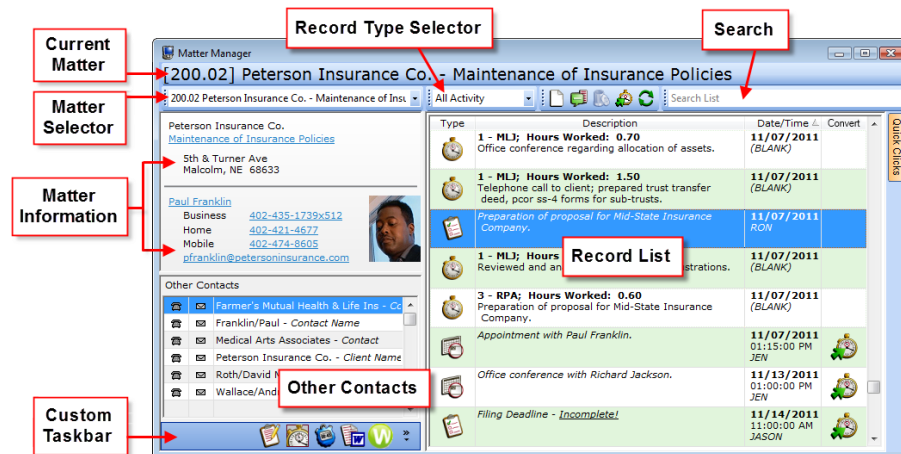 Current
Matter
Record Type Selector
Search
Matter Manager
[200.02] Peterson Insurance Co. - Maintenance of Insurance Policies
Matter
Selector
200.02 Peterson Insurance Co. - Maintenance of Insu
All Activity
Search List
Quick Clicks
Matter
Information
Peterson Insurance Co.
Maintenance of Insurance Policies
5th & Turner Ave
Malcolm, NE 68633
Paul Franklin
Business 402-435-1739x512
Home 402-421-4677
Mobile 402-474-8605
pfranklin@petersoninsurance.com
Other Contacts
Farmer's Mutual Health & Life Ins - Co
Franklin/Paul - Contact Name
Medical Arts Associates - Contact
Peterson Insurance Co. - Client Name
Roth/David
Wallace/And
Other Contacts
Custom
Taskbar
Type Description Date/Time Convert
1 - MLJ; Hours Worked: 0.70 11/07/2011
Office conference regarding allocation of assets. (BLANK)
1 - MLJ; Hours Worked: 1.50 11/07/2011
Telephone call to client; prepared trust transfer (BLANK)
deed, pcor ss-4 forms for sub-trusts.
Preparation of proposal for Mid-State Insurance 11/07/2011
Company. RON
Record List
1 - MLJ; Hours 11/07/2011
Reviewed and an strations. (BLANK)
3 - RPA; Hours Worked: 0.60 11/07/2011
Preparation of proposal for Mid-State Insurance (BLANK)
Company.
Appointment with Paul Franklin. 11/07/2011
01:15:00 PM
JEN
Office conference with Richard Jackson. 11/13/2011
01:00:00 PM
JEN
Filing Deadline - Incomplete! 11/14/2011
11:00:00 AM
JASON